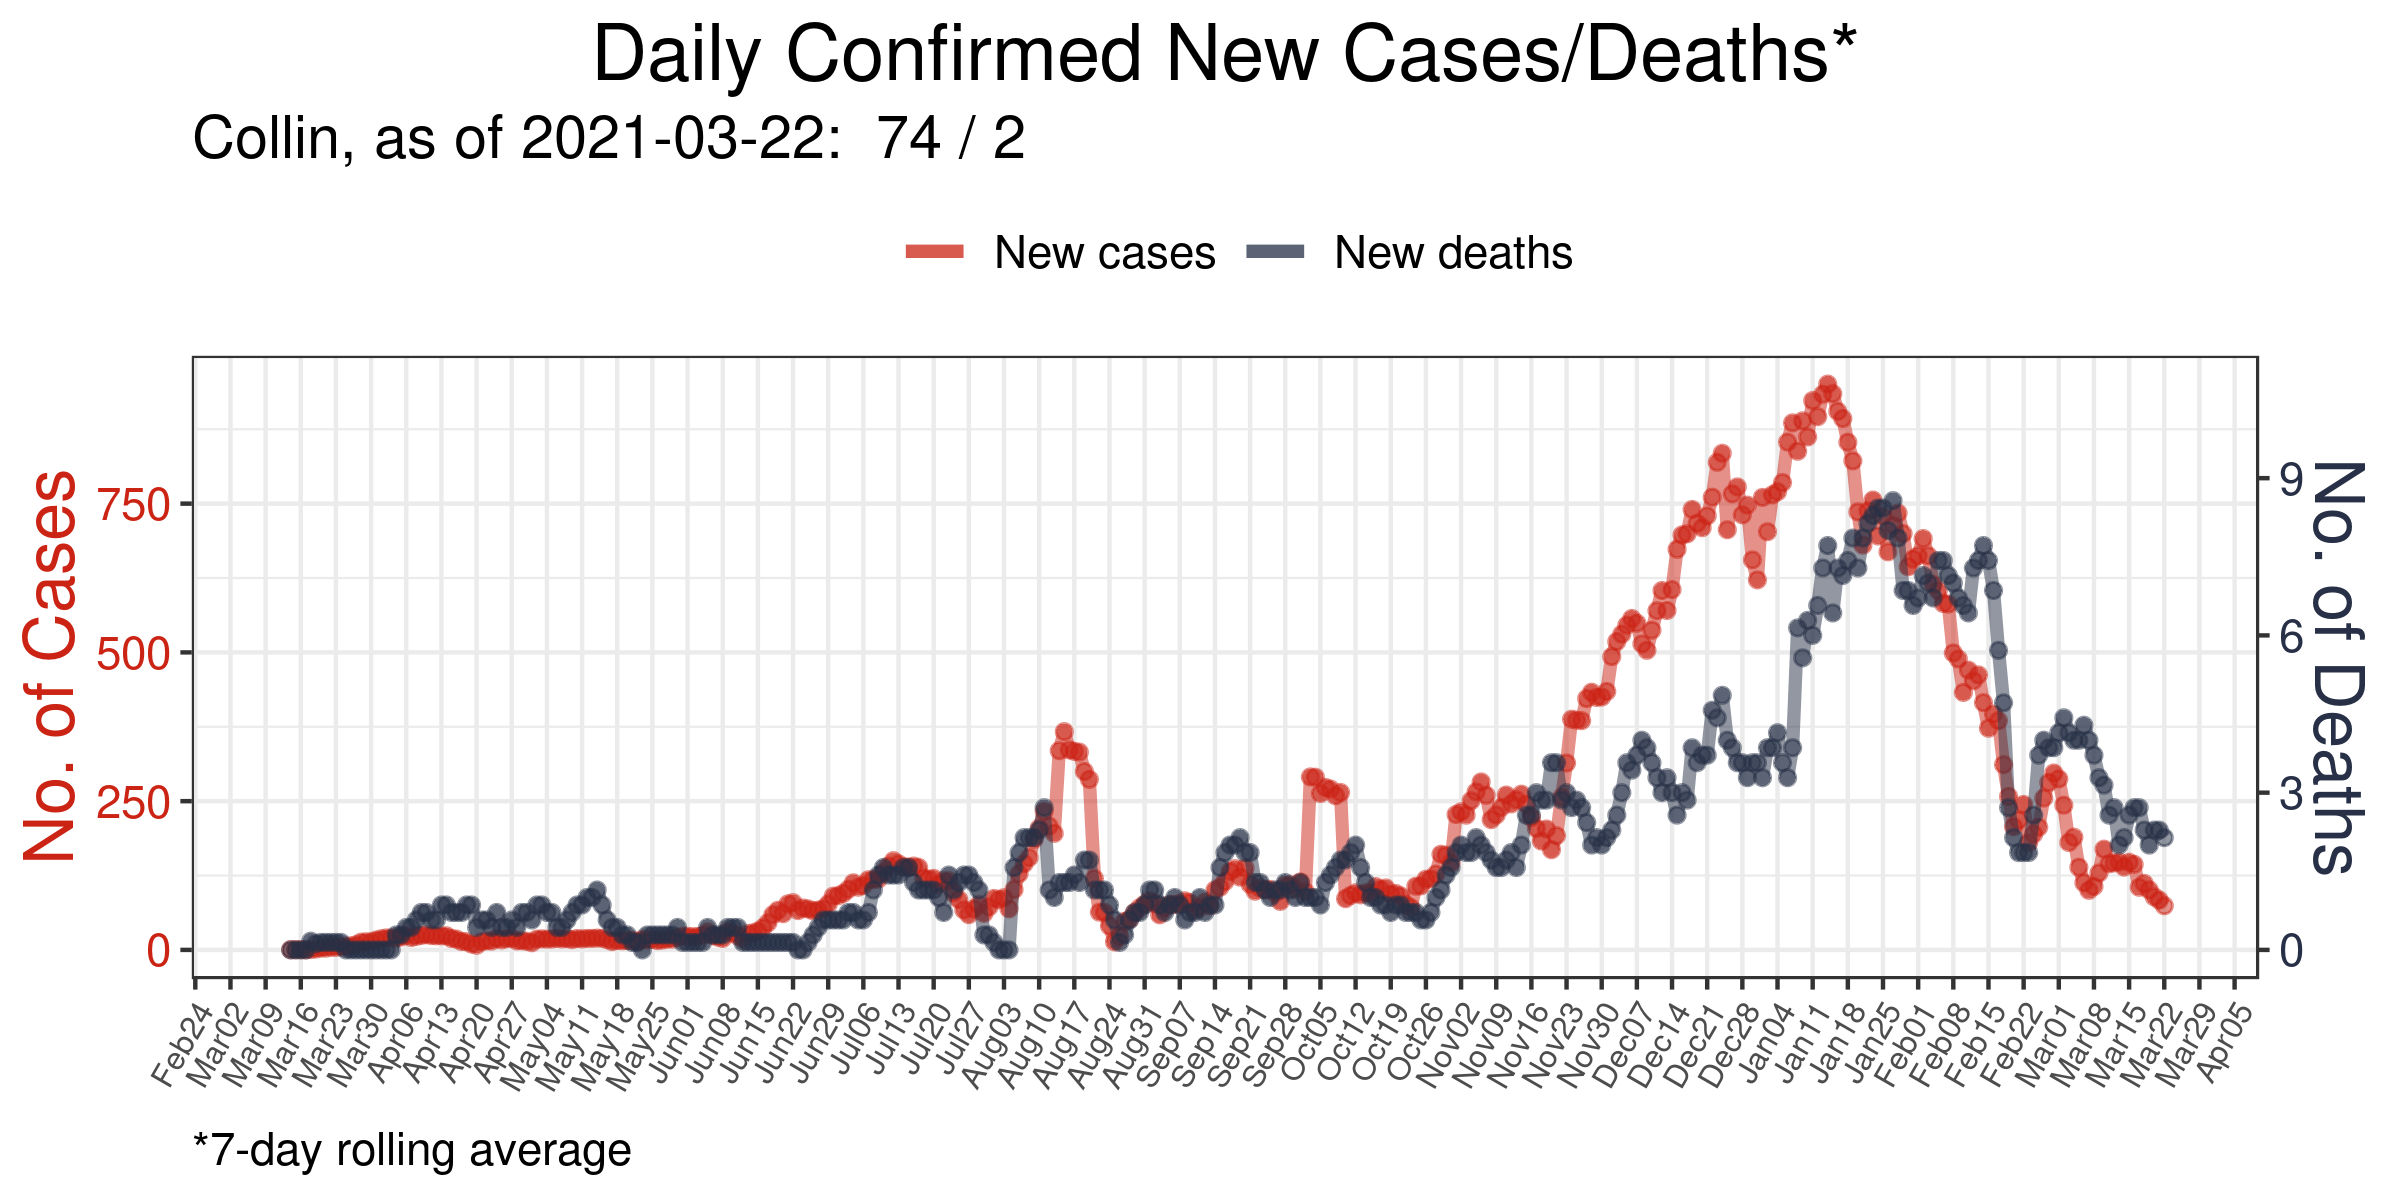 Daily Confirmed New Cases/Deaths*
Collin, as of 2021-03-22:  74 / 2
New cases
New deaths
No. of Cases
750
500
250
0
9
6
3
0
No. of Deaths
Feb24
Mar02
Mar09
Mar16
Mar23
Mar30
Apr06
Apr13
Apr20
Apr27
May04
May11
May18
May25
Jun01
Jun08
Jun15
Jun22
Jun29
Jul06
Jul13
Jul20
Jul27
Aug03
Aug10
Aug17
Aug24
Aug31
Sep07
Sep14
Sep21
Sep28
Oct05
Oct12
Oct19
Oct26
Nov02
Nov09
Nov16
Nov23
Nov30
Dec07
Dec14
Dec21
Dec28
Jan04
Jan11
Jan18
Jan25
Feb01
Feb08
Feb15
Feb22
Mar01
Mar08
Mar15
Mar22
Mar29
Apr05
*7-day rolling average